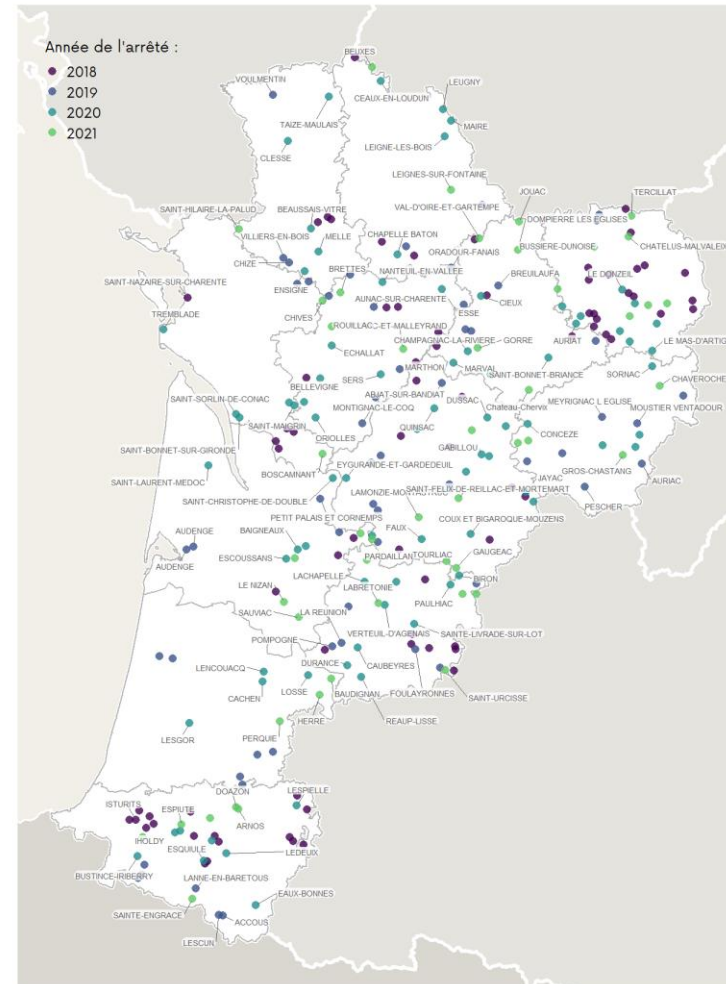 Année de l'arrêté :
2018
2019
2020
2021
BEUXES
VOULMENTIN
CEAUX-EN-LOUDUN
LEUGNY
TAIZE-MAULAIS
MAIRE
CLESSE
LEIGNE-LES-BOIS
LEIGNES-SUR-FONTAINE
JOUAC
TERCILLAT
SAINT-HILAIRE-LA-PALUD
BEAUSSAIS-VITRE
VAL-D'OIRE-ET-GARTEMPE
DOMPIERRE LES EGLISES
VILLIERS-EN-BOIS
MELLE
CHAPELLE BATON
ORADOUR-FANAIS
BUSSIERE-DUNOISE
CHATELUS-MALVALEIX
CHIZE
SAINT-NAZAIRE-SUR-CHARENTE
BRETTES
NANTEUIL-EN-VALLEE
BREUILAUFA
LE DONZEIL
ENSIGNE
AUNAC-SUR-CHARENTE
ESSE
CIEUX
TREMBLADE
CHIVES
ROUILLAC
ET-MALLEYRAND
CHAMPAGNAC-LA-RIVIERE
GORRE
AURIAT
LE MAS-D'ARTIG
ECHALLAT
MARTHON
MARVAL
SAINT-BONNET-BRIANCE
SORNAC
CHAVEROCHE
BELLEVIGNE
SERS
ABJAT-SUR-BANDIAT
DUSSAC
MEYRIGNAC L EGLISE
SAINT-SORLIN-DE-CONAC
MONTIGNAC-LE-COQ
Chateau-Chervix
MOUSTIER VENTADOUR
SAINT-MAIGRIN
QUINSAC
CONCEZE
SAINT-BONNET-SUR-GIRONDE
ORIOLLES
GABILLOU
BOSCAMNANT
EYGURANDE-ET-GARDEDEUIL
JAYAC
GROS-CHASTANG
SAINT-LAURENT-MEDOC
AURIAC
SAINT-CHRISTOPHE-DE-DOUBLE
LAMONZIE-MONTASTRUC
SAINT-FELIX-DE-REILLAC-ET-MORTEMART
PESCHER
PETIT PALAIS ET CORNEMPS
COUX ET BIGAROQUE-MOUZENS
AUDENGE
BAIGNEAUX
FAUX
AUDENGE
ESCOUSSANS
PARDAILLAN
TOURLIAC
GAUGEAC
LACHAPELLE
BIRON
LE NIZAN
LABRETONIE
PAULHIAC
SAUVIAC
LA REUNION
VERTEUIL-D'AGENAIS
SAINTE-LIVRADE-SUR-LOT
POMPOGNE
LENCOUACQ
DURANCE
CAUBEYRES
CACHEN
LOSSE
BAUDIGNAN
FOULAYRONNES
SAINT-URCISSE
HERRE
REAUP-LISSE
LESGOR
PERQUIE
DOAZON
LESPIELLE
ISTURITS
ESPIUTE
ARNOS
IHOLDY
ESQUIULE
LEDEUIX
BUSTINCE-IRIBERRY
LANNE-EN-BARETOUS
EAUX-BONNES
SAINTE-ENGRACE
ACCOUS
LESCUN